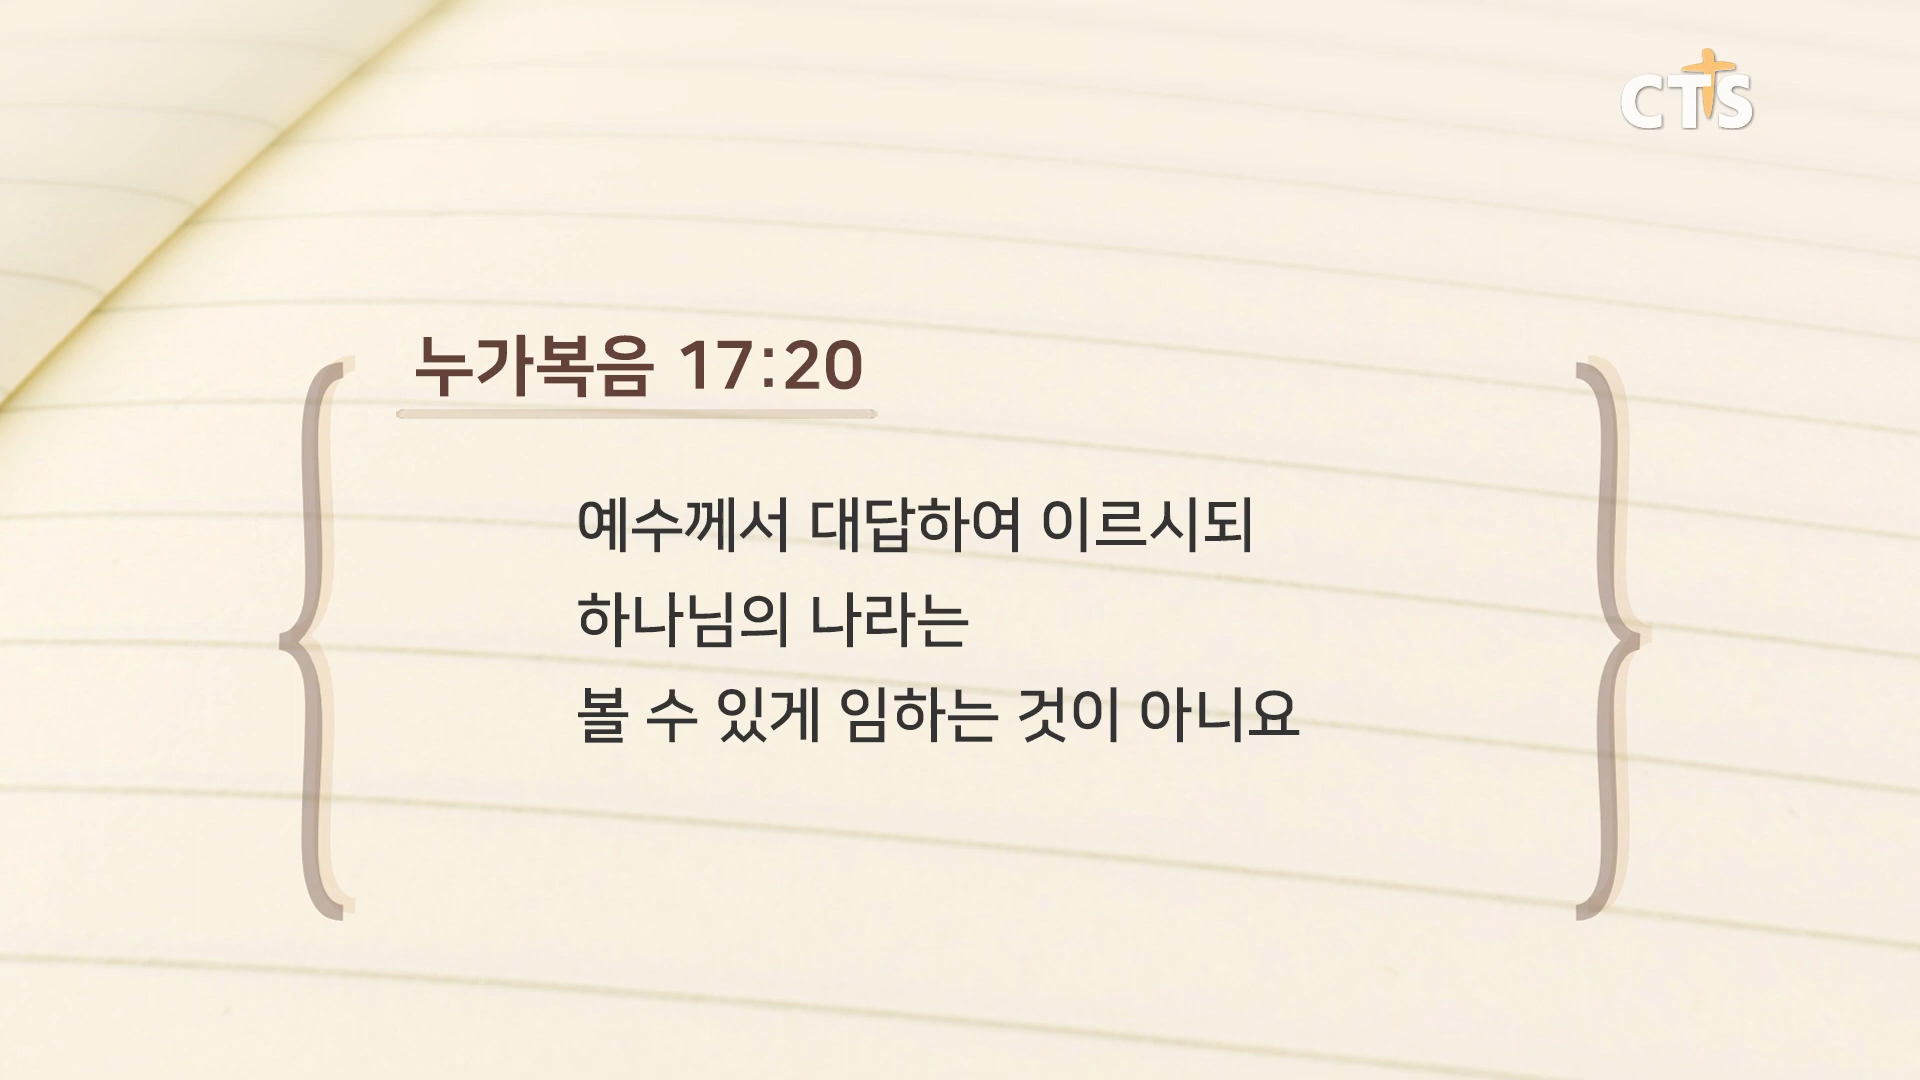 CTS
누가복음 17:20
예수께서 대답하여 이르시되
하나님의 나라는
볼 수 있게 임하는 것이 아니요